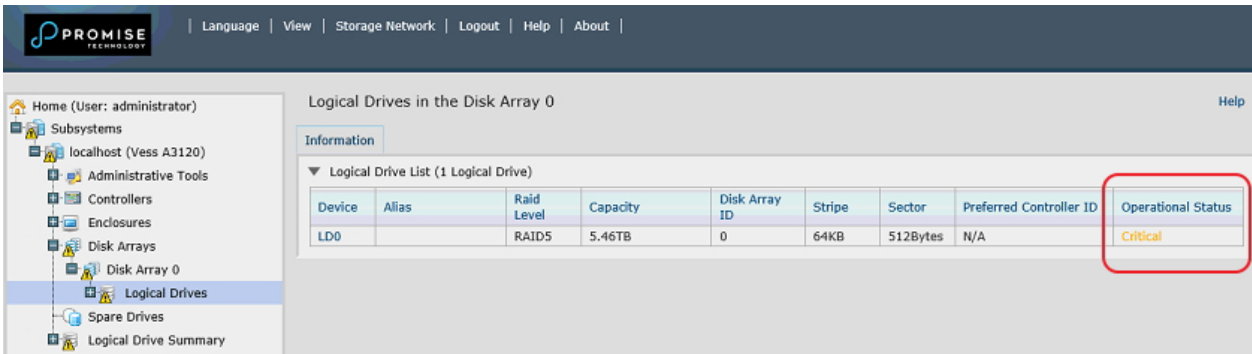 PROMISE
TECHNOLOGY
| Language | View | Storage Network | Logout | Help | About |
Home (User: administrator)
Subsystems
localhost (Vess A3120)
Administrative Tools
Controllers
Enclosures
Disk Arrays
Disk Array 0
Logical Drives
Spare Drives
Logical Drive Summary
Logical Drives in the Disk Array 0
Help
Information
Logical Drive List (1 Logical Drive)
Device Alias Raid Level Capacity Disk Array ID Stripe Sector Preferred Controller ID Operational Status
LD0 RAID5 5.46TB 0 64KB 512Bytes N/A Critical